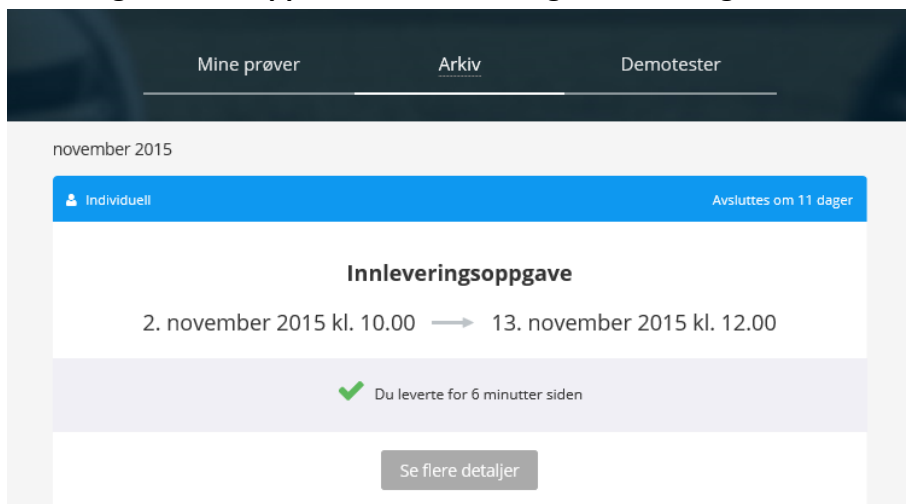 Mine prøver Arkiv Demotester
november 2015
Individuell Avsluttes om 11 dager
Innleveringsoppgave
2. november 2015 kl. 10.00 → 13. november 2015 kl. 12.00
Du leverte for 6 minutter siden
Se flere detaljer